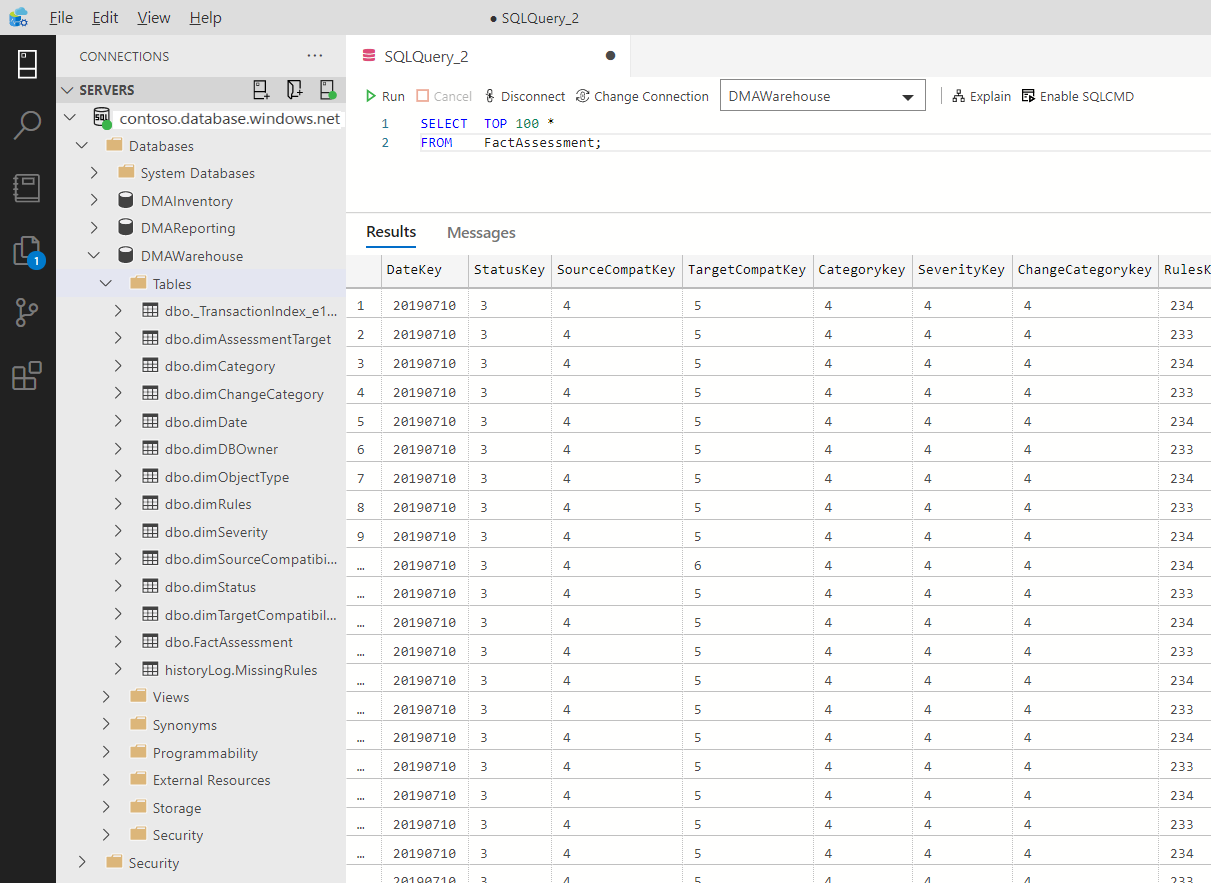 File Edit View Help
● SQLQuery_2
CONNECTIONS ...
SERVERS
contoso.database.windows.net
Databases
System Databases
DMAInventory
DMAReporting
DMAWarehouse
Tables
dbo._TransactionIndex_e1...
dbo.dimAssessmentTarget
dbo.dimCategory
dbo.dimChangeCategory
dbo.dimDate
dbo.dimDBOwner
dbo.dimObjectType
dbo.dimRules
dbo.dimSeverity
dbo.dimSourceCompatibi...
dbo.dimStatus
dbo.dimTargetCompatibil...
dbo.FactAssessment
historyLog.MissingRules
Views
Synonyms
Programmability
External Resources
Storage
Security
Security
1
SQLQuery_2 ●
Run Cancel Disconnect Change Connection DMAWarehouse Explain Enable SQLCMD
1 SELECT TOP 100 *
2 FROM FactAssessment;
Results Messages
DateKey StatusKey SourceCompatKey TargetCompatKey Categorykey SeverityKey ChangeCategorykey RulesK
1 20190710 3 4 5 4 4 4 234
2 20190710 3 4 5 4 4 4 233
3 20190710 3 4 5 4 4 4 234
4 20190710 3 4 5 4 4 4 233
5 20190710 3 4 5 4 4 4 234
6 20190710 3 4 5 4 4 4 233
7 20190710 3 4 5 4 4 4 234
8 20190710 3 4 5 4 4 4 233
9 20190710 3 4 5 4 4 4 234
... 20190710 3 4 6 4 4 4 234
... 20190710 3 4 5 4 4 4 233
... 20190710 3 4 5 4 4 4 234
... 20190710 3 4 5 4 4 4 233
... 20190710 3 4 5 4 4 4 234
... 20190710 3 4 5 4 4 4 233
... 20190710 3 4 5 4 4 4 234
... 20190710 3 4 5 4 4 4 233
... 20190710 3 4 5 4 4 4 234
... 20190710 3 4 5 4 4 4 233
... 20190710 3 4 5 4 4 4 234
20190710 3 4 5 4 4 4 233